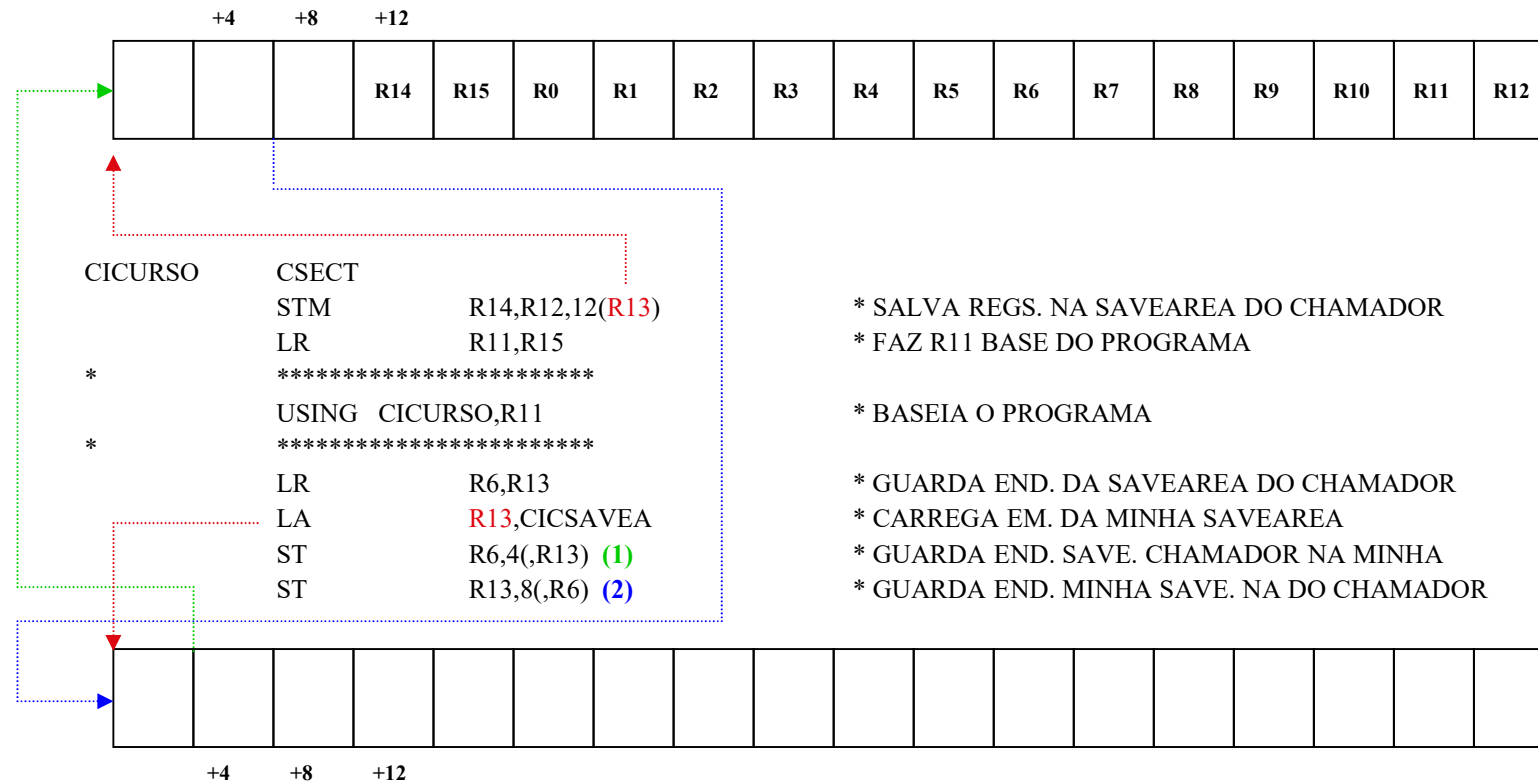 +4 +8 +12
R14 R15 R0 R1 R2 R3 R4 R5 R6 R7 R8 R9 R10 R11 R12
CICURSO CSECT
STM R14,R12,12(R13) * SALVA REGS. NA SAVEAREA DO CHAMADOR
LR R11,R15 * FAZ R11 BASE DO PROGRAMA
* ************************
USING CICURSO,R11 * BASEIA O PROGRAMA
* ************************
LR R6,R13 * GUARDA END. DA SAVEAREA DO CHAMADOR
LA R13,CICSAVEA * CARREGA EM. DA MINHA SAVEAREA
ST R6,4(,R13) (1) * GUARDA END. SAVE. CHAMADOR NA MINHA
ST R13,8(,R6) (2) * GUARDA END. MINHA SAVE. NA DO CHAMADOR
+4 +8 +12